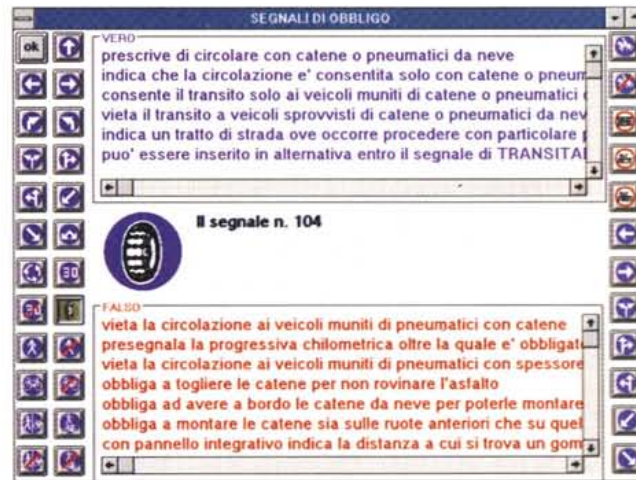 SEGNALI DI OBBLIGO
ok
VERO
prescrive di circolare con catene o pneumatici da neve
indica che la circolazione e' consentita solo con catene o pneum
consente il transito solo ai veicoli muniti di catene o pneumatici
vieta il transito a veicoli sprovvisti di catene o pneumatici da nev
indica un tratto di strada ove occorre procedere con particolare
puo' essere inserito in alternativa entro il segnale di TRANSITA
Il segnale n. 104
30
30
FALSO
vieta la circolazione ai veicoli muniti di pneumatici con catene
presegnala la progressiva chilometrica oltre la quale e' obbligat
vieta la circolazione ai veicoli muniti di pneumatici con spessore
obbliga a togliere le catene per non rovinare l'asfalto
obbliga ad avere a bordo le catene da neve per poterle montare
obbliga a montare le catene sia sulle ruote anteriori che su quel
con pannello integrativo indica la distanza a cui si trova un gom